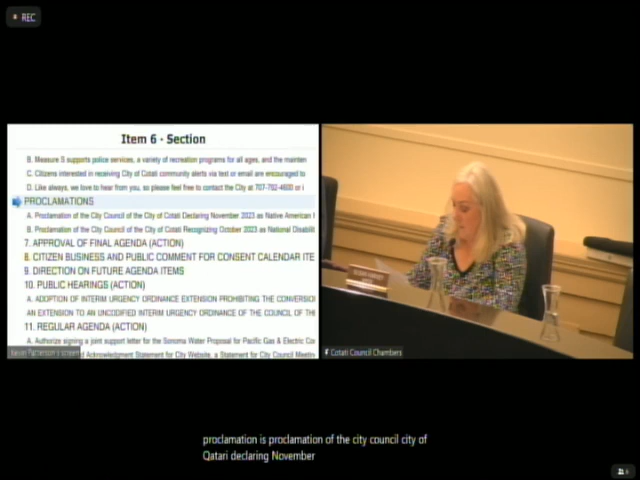 REC
Item 6 - Section
B. Measure S supports police services, a variety of recreation programs for all ages, and the mainten
C. Citizens interested in receiving City of Cotati community alerts via text or email are encouraged to
D. Like always, we love to hear from you, so please feel free to contact the City at 707-792-4600 or i
PROCLAMATIONS
A. Proclamation of the City Council of the City of Cotati Declaring November 2023 as Native American
B. Proclamation of the City Council of the City of Cotati Recognizing October 2023 as National Disabilit
7. APPROVAL OF FINAL AGENDA (ACTION)
8. CITIZEN BUSINESS AND PUBLIC COMMENT FOR CONSENT CALENDAR ITE
9. DIRECTION ON FUTURE AGENDA ITEMS
10. PUBLIC HEARINGS (ACTION)
A. ADOPTION OF INTERIM URGENCY ORDINANCE EXTENSION PROHIBITING THE CONVERSION
AN EXTENSION TO AN UNCODIFIED INTERIM URGENCY ORDINANCE OF THE COUNCIL OF TH
11. REGULAR AGENDA (ACTION)
A. Authorize signing a joint support letter for the Sonoma Water Proposal for Pacific Gas & Electric Co
Kevin Patterson's screen
d Acknowledgment Statement for City Website, a Statement for City Council Meetin
Cotati Council Chambers
proclamation is proclamation of the city council city of
Qatari declaring November